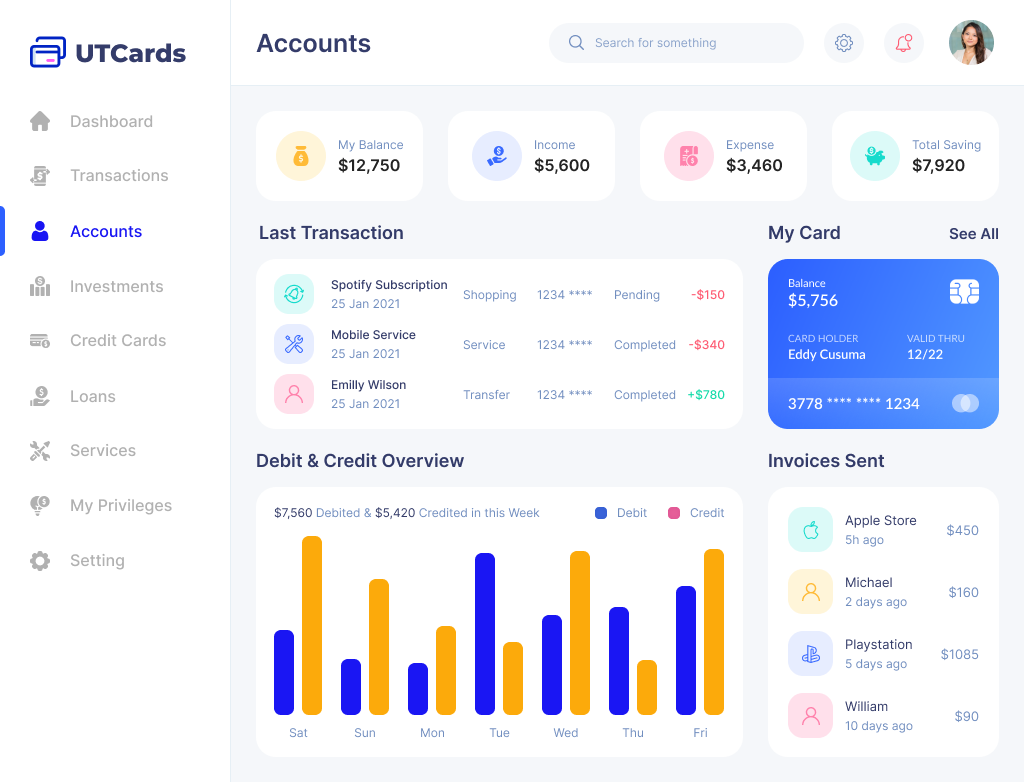 UTCards
Accounts
Search for something
Dashboard
Transactions
Accounts
Investments
Credit Cards
Loans
Services
My Privileges
Setting
My Balance
$12,750
Income
$5,600
Expense
$3,460
Total Saving
$7,920
Last Transaction
Spotify Subscription
25 Jan 2021
Shopping
1234 ****
Pending
-$150
Mobile Service
25 Jan 2021
Service
1234 ****
Completed
-$340
Emilly Wilson
25 Jan 2021
Transfer
1234 ****
Completed
+$780
My Card
See All
Balance
$5,756
CARD HOLDER
Eddy Cusuma
VALID THRU
12/22
3778 **** **** 1234
Debit & Credit Overview
$7,560 Debited & $5,420 Credited in this Week
Debit
Credit
Sat
Sun
Mon
Tue
Wed
Thu
Fri
Invoices Sent
Apple Store
5h ago
$450
Michael
2 days ago
$160
Playstation
5 days ago
$1085
William
10 days ago
$90